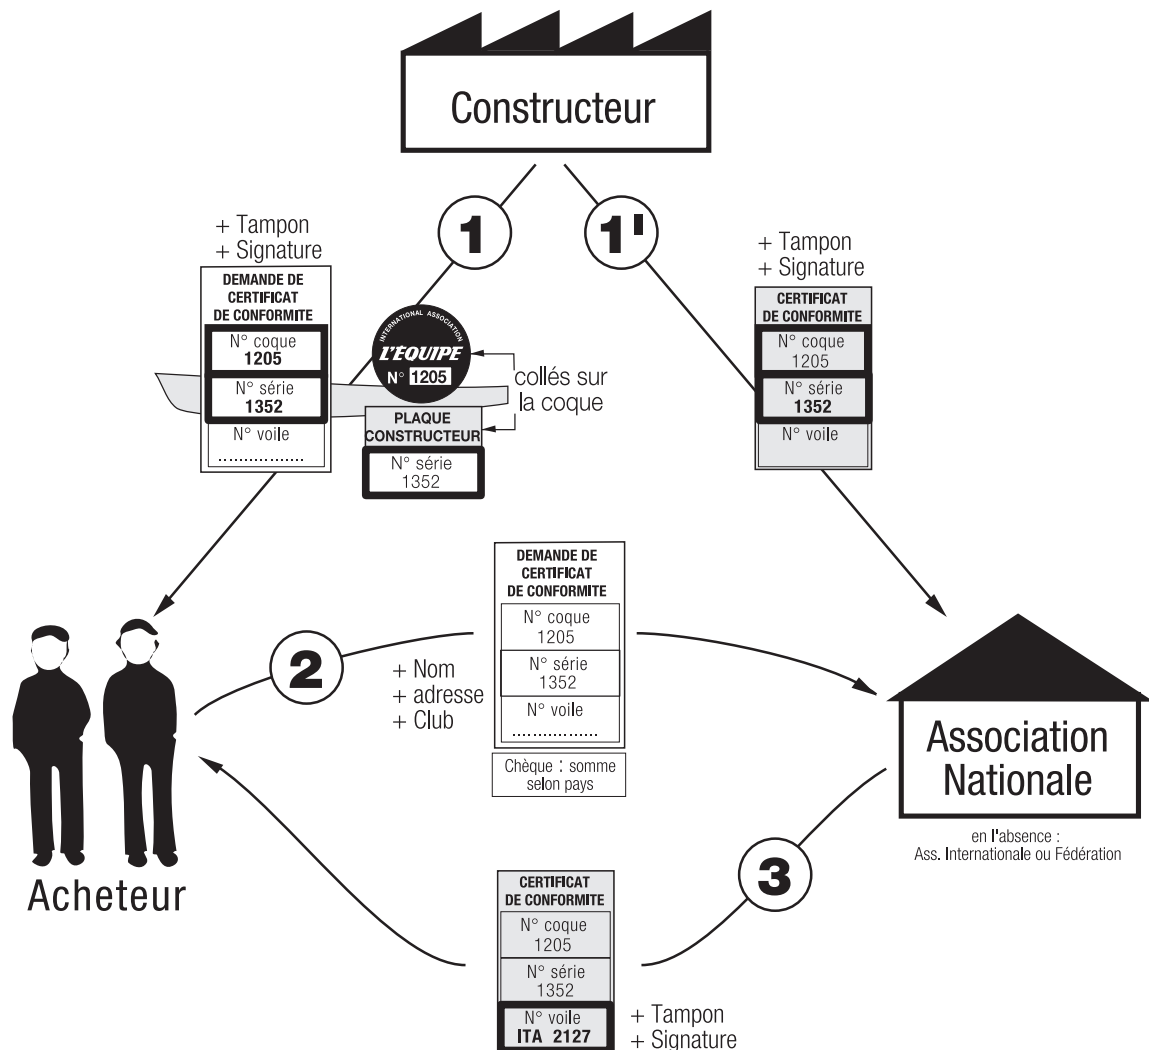 Constructeur
1
1'
+ Tampon
+ Signature
DEMANDE DE
CERTIFICAT
DE CONFORMITE
N° coque
1205
N° série
1352
N° voile
..................
INTERNATIONAL ASSOCIATION
L'ÉQUIPE
N° 1205
collés sur
la coque
PLAQUE
CONSTRUCTEUR
N° série
1352
+ Tampon
+ Signature
CERTIFICAT
DE CONFORMITE
N° coque
1205
N° série
1352
N° voile
2
+ Nom
+ adresse
+ Club
DEMANDE DE
CERTIFICAT
DE CONFORMITE
N° coque
1205
N° série
1352
N° voile
..................
Chèque : somme
selon pays
Acheteur
Association
Nationale
en l'absence :
Ass. Internationale ou Fédération
3
CERTIFICAT
DE CONFORMITE
N° coque
1205
N° série
1352
N° voile
ITA 2127
+ Tampon
+ Signature